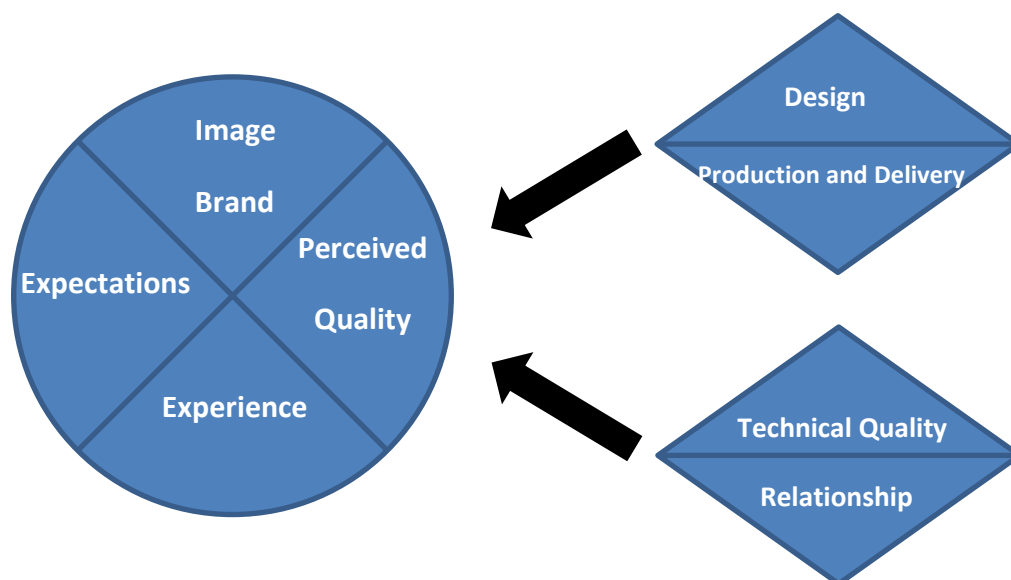 Image
Brand
Expectations
Perceived
Quality
Experience
Design
Production and Delivery
Technical Quality
Relationship